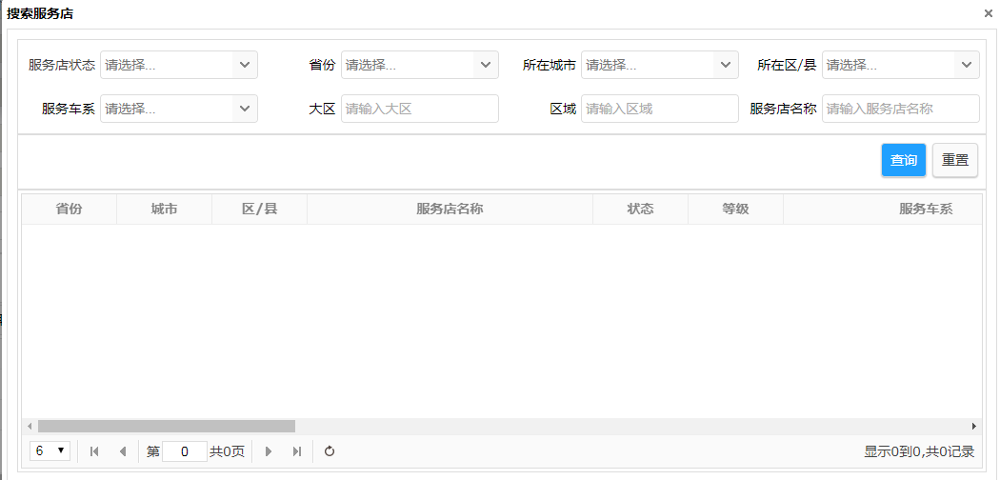 搜索服务店
服务店状态 请选择... 省份 请选择... 所在城市 请选择... 所在区/县 请选择...
服务车系 请选择... 大区 请输入大区 区域 请输入区域 服务店名称 请输入服务店名称
查询 重置
省份 城市 区/县 服务店名称 状态 等级 服务车系
6 第 0 共0页 显示0到0,共0记录